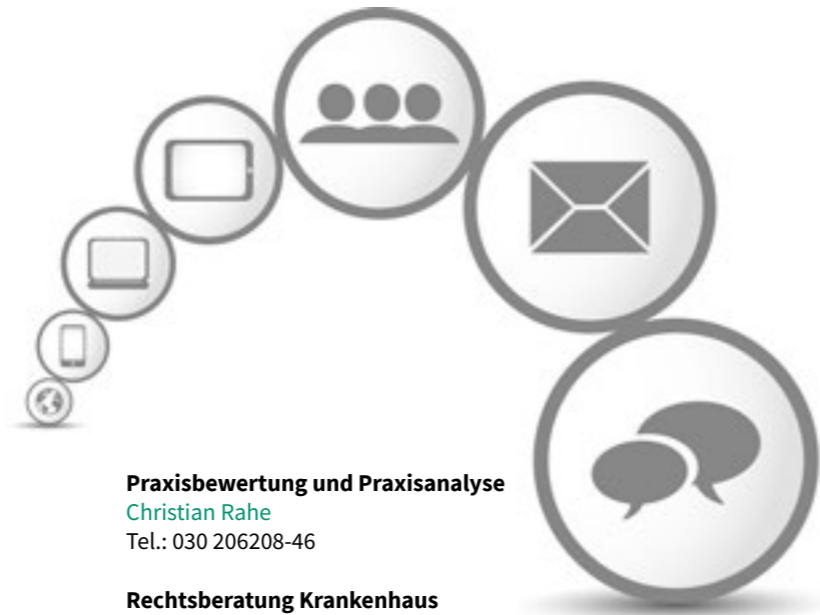 Praxisbewertung und Praxisanalyse
Christian Rahe
Tel.: 030 206208-46
Rechtsberatung Krankenhaus